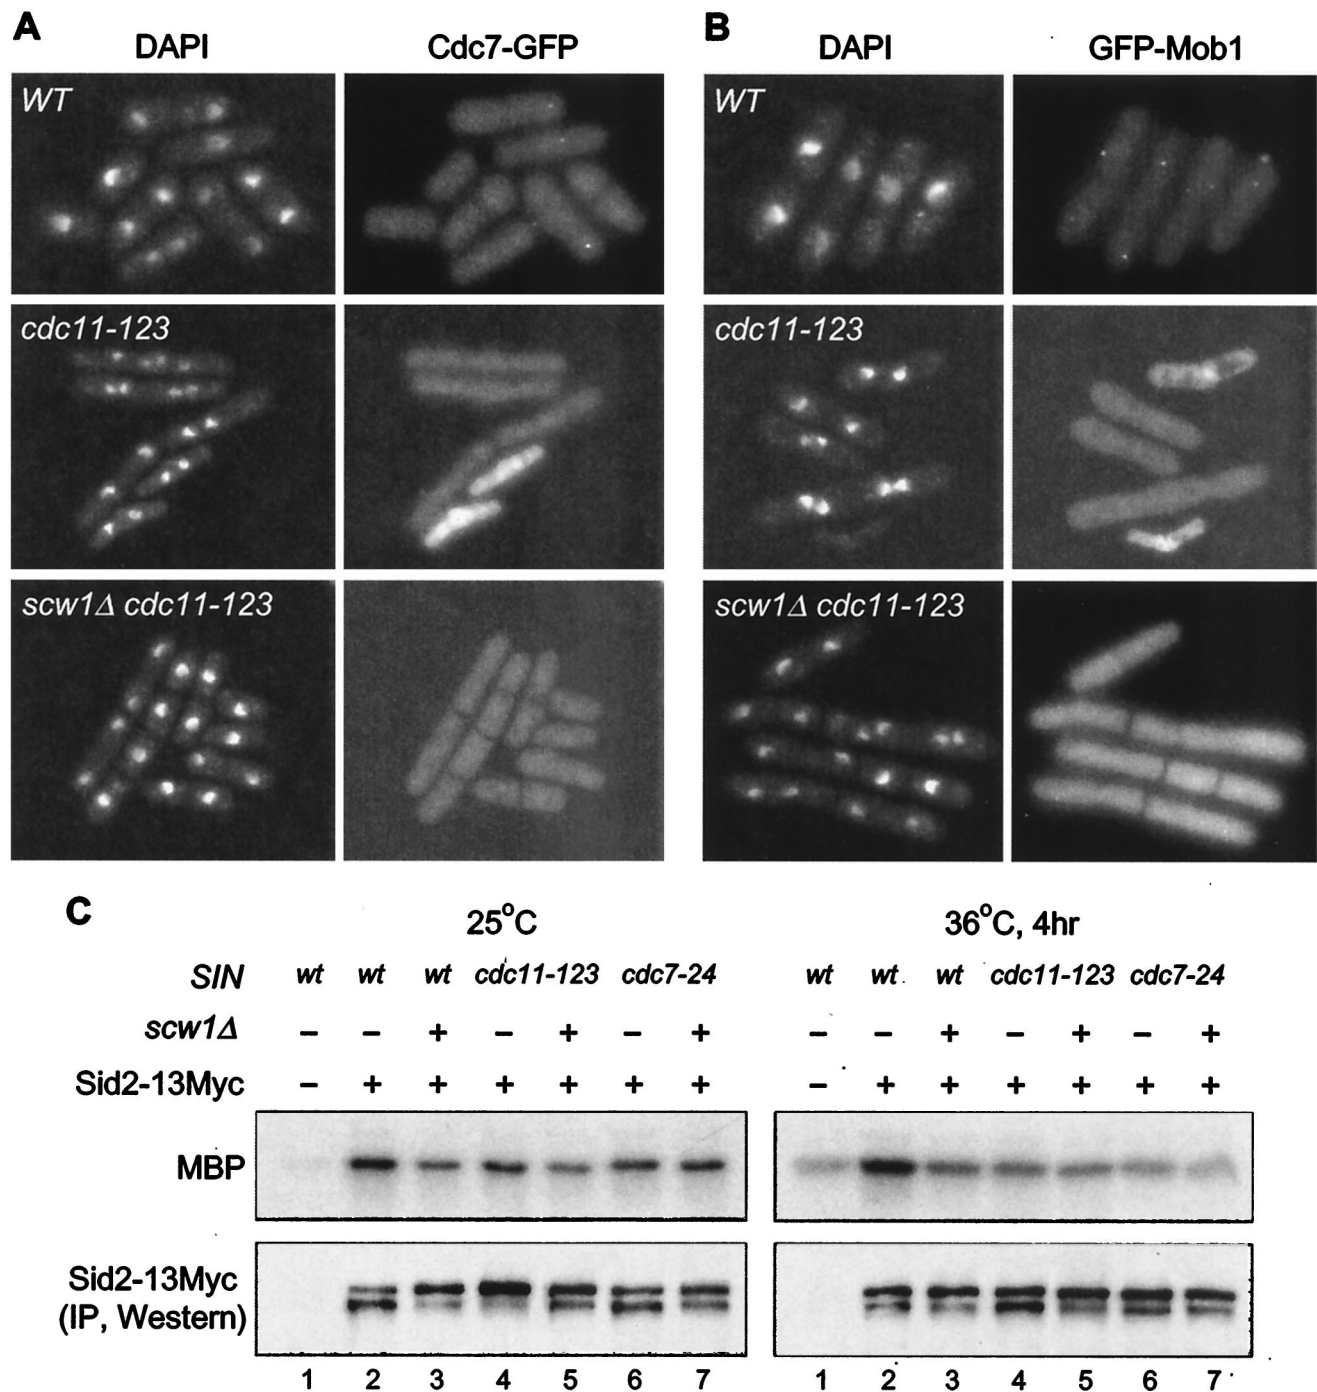 A
DAPI
Cdc7-GFP
B
DAPI
GFP-Mob1
WT
WT
cdc11-123
cdc11-123
scw1Δ cdc11-123
scw1Δ cdc11-123
C
25°C
36°C, 4hr
SIN wt wt wt cdc11-123 cdc7-24 wt wt wt cdc11-123 cdc7-24
scw1Δ – – + – + – + – – + – + – +
Sid2-13Myc – + + + + + + – + + + + + +
MBP
Sid2-13Myc
(IP, Western)
1 2 3 4 5 6 7 1 2 3 4 5 6 7